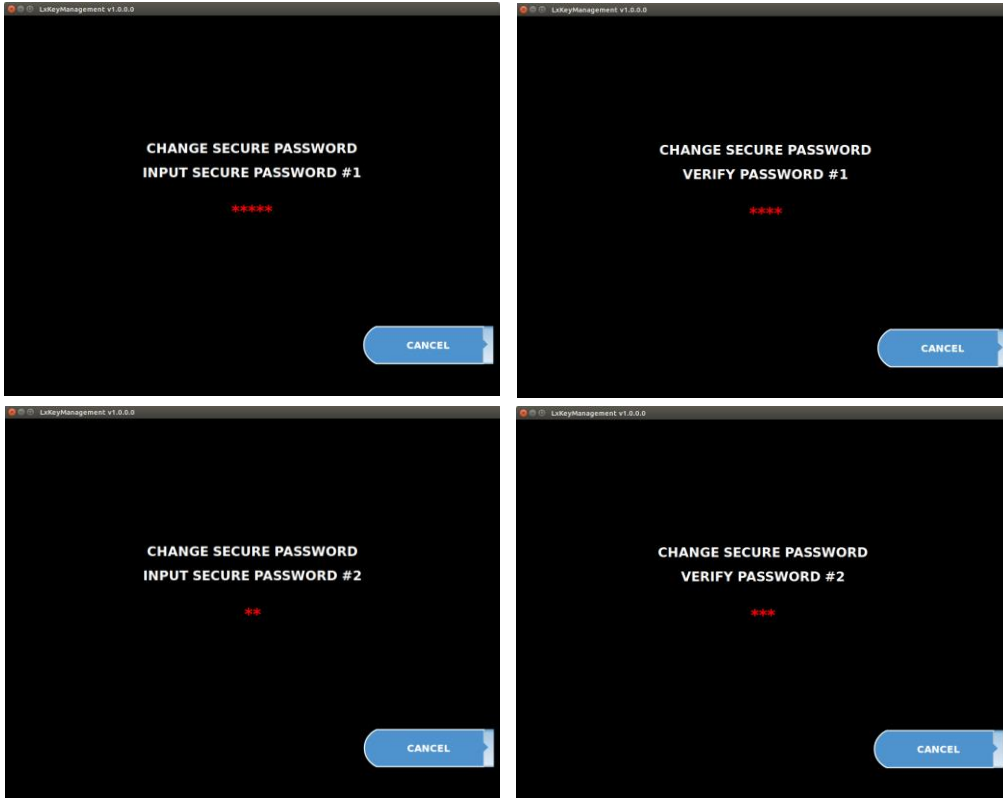 LxKeyManagement v1.0.0.0
CHANGE SECURE PASSWORD
INPUT SECURE PASSWORD #1
*****
CANCEL
LxKeyManagement v1.0.0.0
CHANGE SECURE PASSWORD
VERIFY PASSWORD #1
****
CANCEL
LxKeyManagement v1.0.0.0
CHANGE SECURE PASSWORD
INPUT SECURE PASSWORD #2
**
CANCEL
LxKeyManagement v1.0.0.0
CHANGE SECURE PASSWORD
VERIFY PASSWORD #2
***
CANCEL